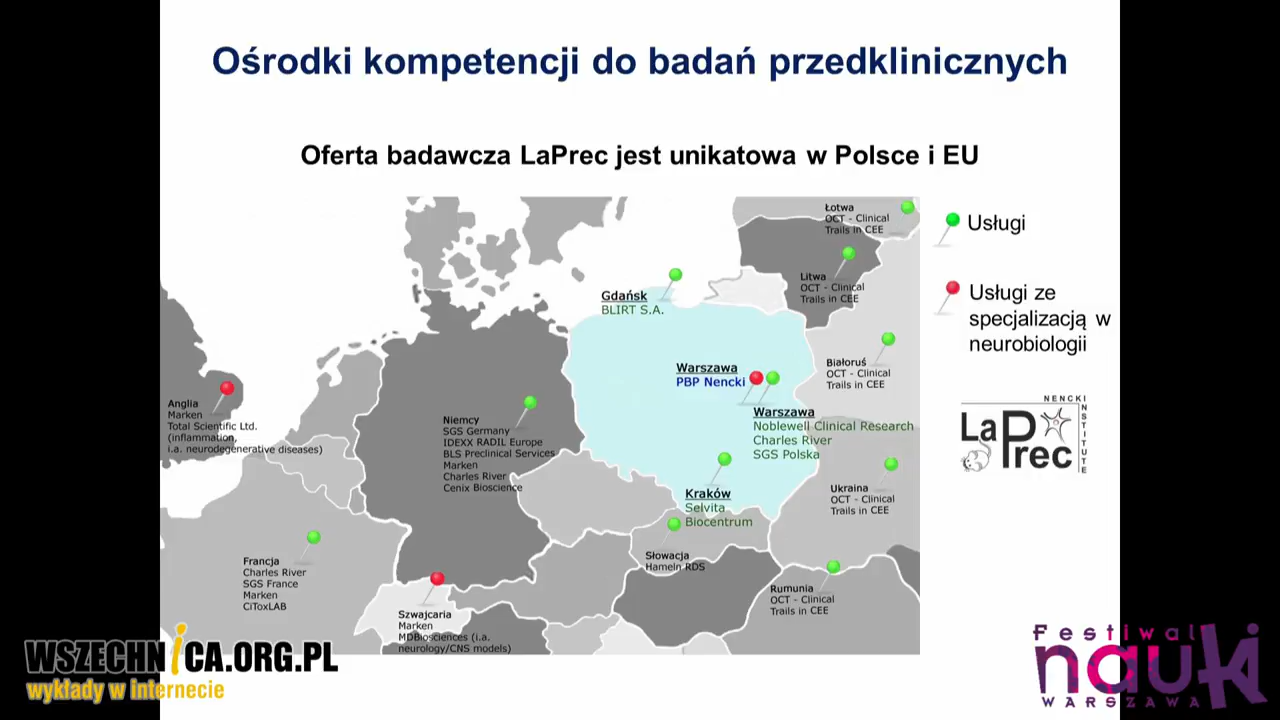 Ośrodki kompetencji do badań przedklinicznych
Oferta badawcza LaPrec jest unikatowa w Polsce i EU
Łotwa
OCT - Clinical
Trails in CEE
Litwa
OCT - Clinical
Trails in CEE
Gdańsk
BLIRT S.A.
Białoruś
OCT - Clinical
Trails in CEE
Warszawa
PBP Nencki
Warszawa
Noblewell Clinical Research
Charles River
SGS Polska
Anglia
Marken
Total Scientific Ltd.
(inflammation,
i.a. neurodegenerative diseases)
Niemcy
SGS Germany
IDEXX RADIL Europe
BLS Preclinical Services
Marken
Charles River
Cenix Bioscience
Kraków
Selvita
Biocentrum
Ukraina
OCT - Clinical
Trails in CEE
Francja
Charles River
SGS France
Marken
CiToxLAB
Słowacja
Hameln RDS
Rumunia
OCT - Clinical
Trails in CEE
Szwajcaria
Marken
MDBiosciences (i.a.
neurology/CNS models)
Usługi
Usługi ze
specjalizacją w
neurobiologii
NENCKI
INSTITUTE
LaPrec
WSZECHNICA.ORG.PL
wykłady w internecie
Festiwal
nauki
WARSZAWA